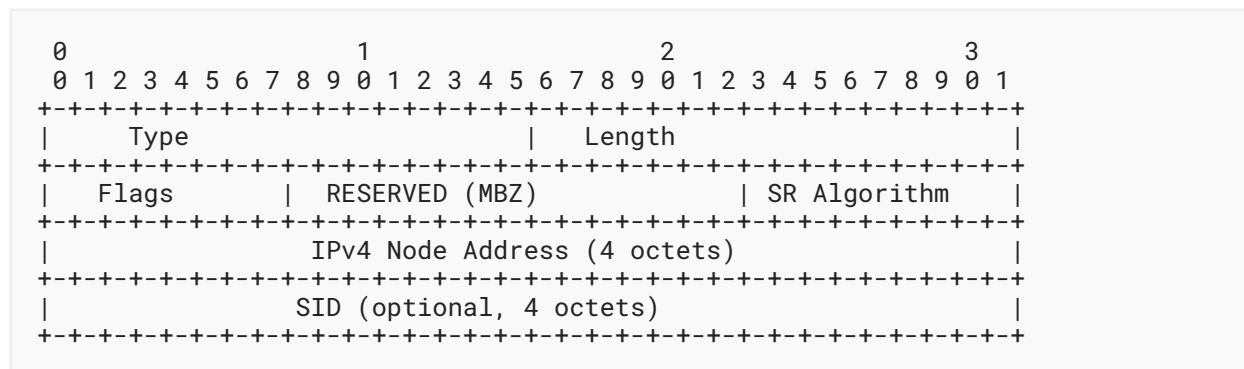 0                   1                   2                   3
 0 1 2 3 4 5 6 7 8 9 0 1 2 3 4 5 6 7 8 9 0 1 2 3 4 5 6 7 8 9 0 1
+-+-+-+-+-+-+-+-+-+-+-+-+-+-+-+-+-+-+-+-+-+-+-+-+-+-+-+-+-+-+-+-+
|     Type                      |   Length                      |
+-+-+-+-+-+-+-+-+-+-+-+-+-+-+-+-+-+-+-+-+-+-+-+-+-+-+-+-+-+-+-+-+
|   Flags       |  RESERVED (MBZ)             | SR Algorithm    |
+-+-+-+-+-+-+-+-+-+-+-+-+-+-+-+-+-+-+-+-+-+-+-+-+-+-+-+-+-+-+-+-+
|                 IPv4 Node Address (4 octets)                  |
+-+-+-+-+-+-+-+-+-+-+-+-+-+-+-+-+-+-+-+-+-+-+-+-+-+-+-+-+-+-+-+-+
|                SID (optional, 4 octets)                       |
+-+-+-+-+-+-+-+-+-+-+-+-+-+-+-+-+-+-+-+-+-+-+-+-+-+-+-+-+-+-+-+-+